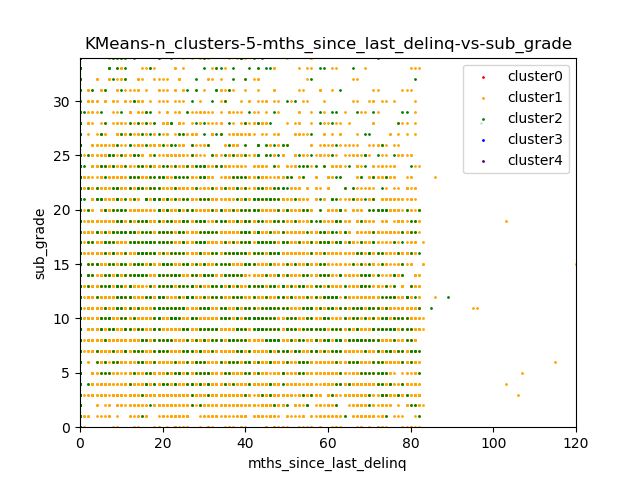 KMeans-n_clusters-5-mths_since_last_delinq-vs-sub_grade
cluster0
cluster1
cluster2
cluster3
cluster4
30
25
20
15
10
5
0
sub_grade
0 20 40 60 80 100 120
mths_since_last_delinq